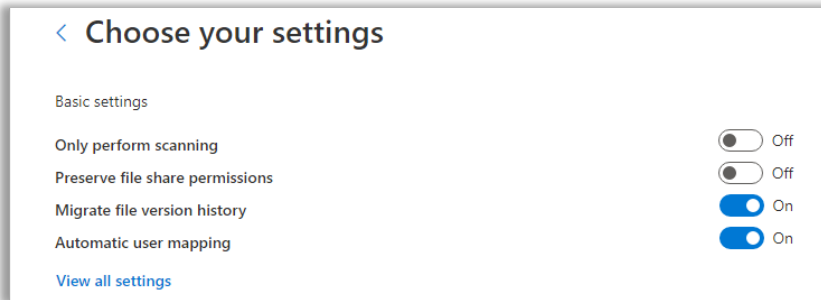 Choose your settings
Basic settings
Only perform scanning Off
Preserve file share permissions Off
Migrate file version history On
Automatic user mapping On
View all settings